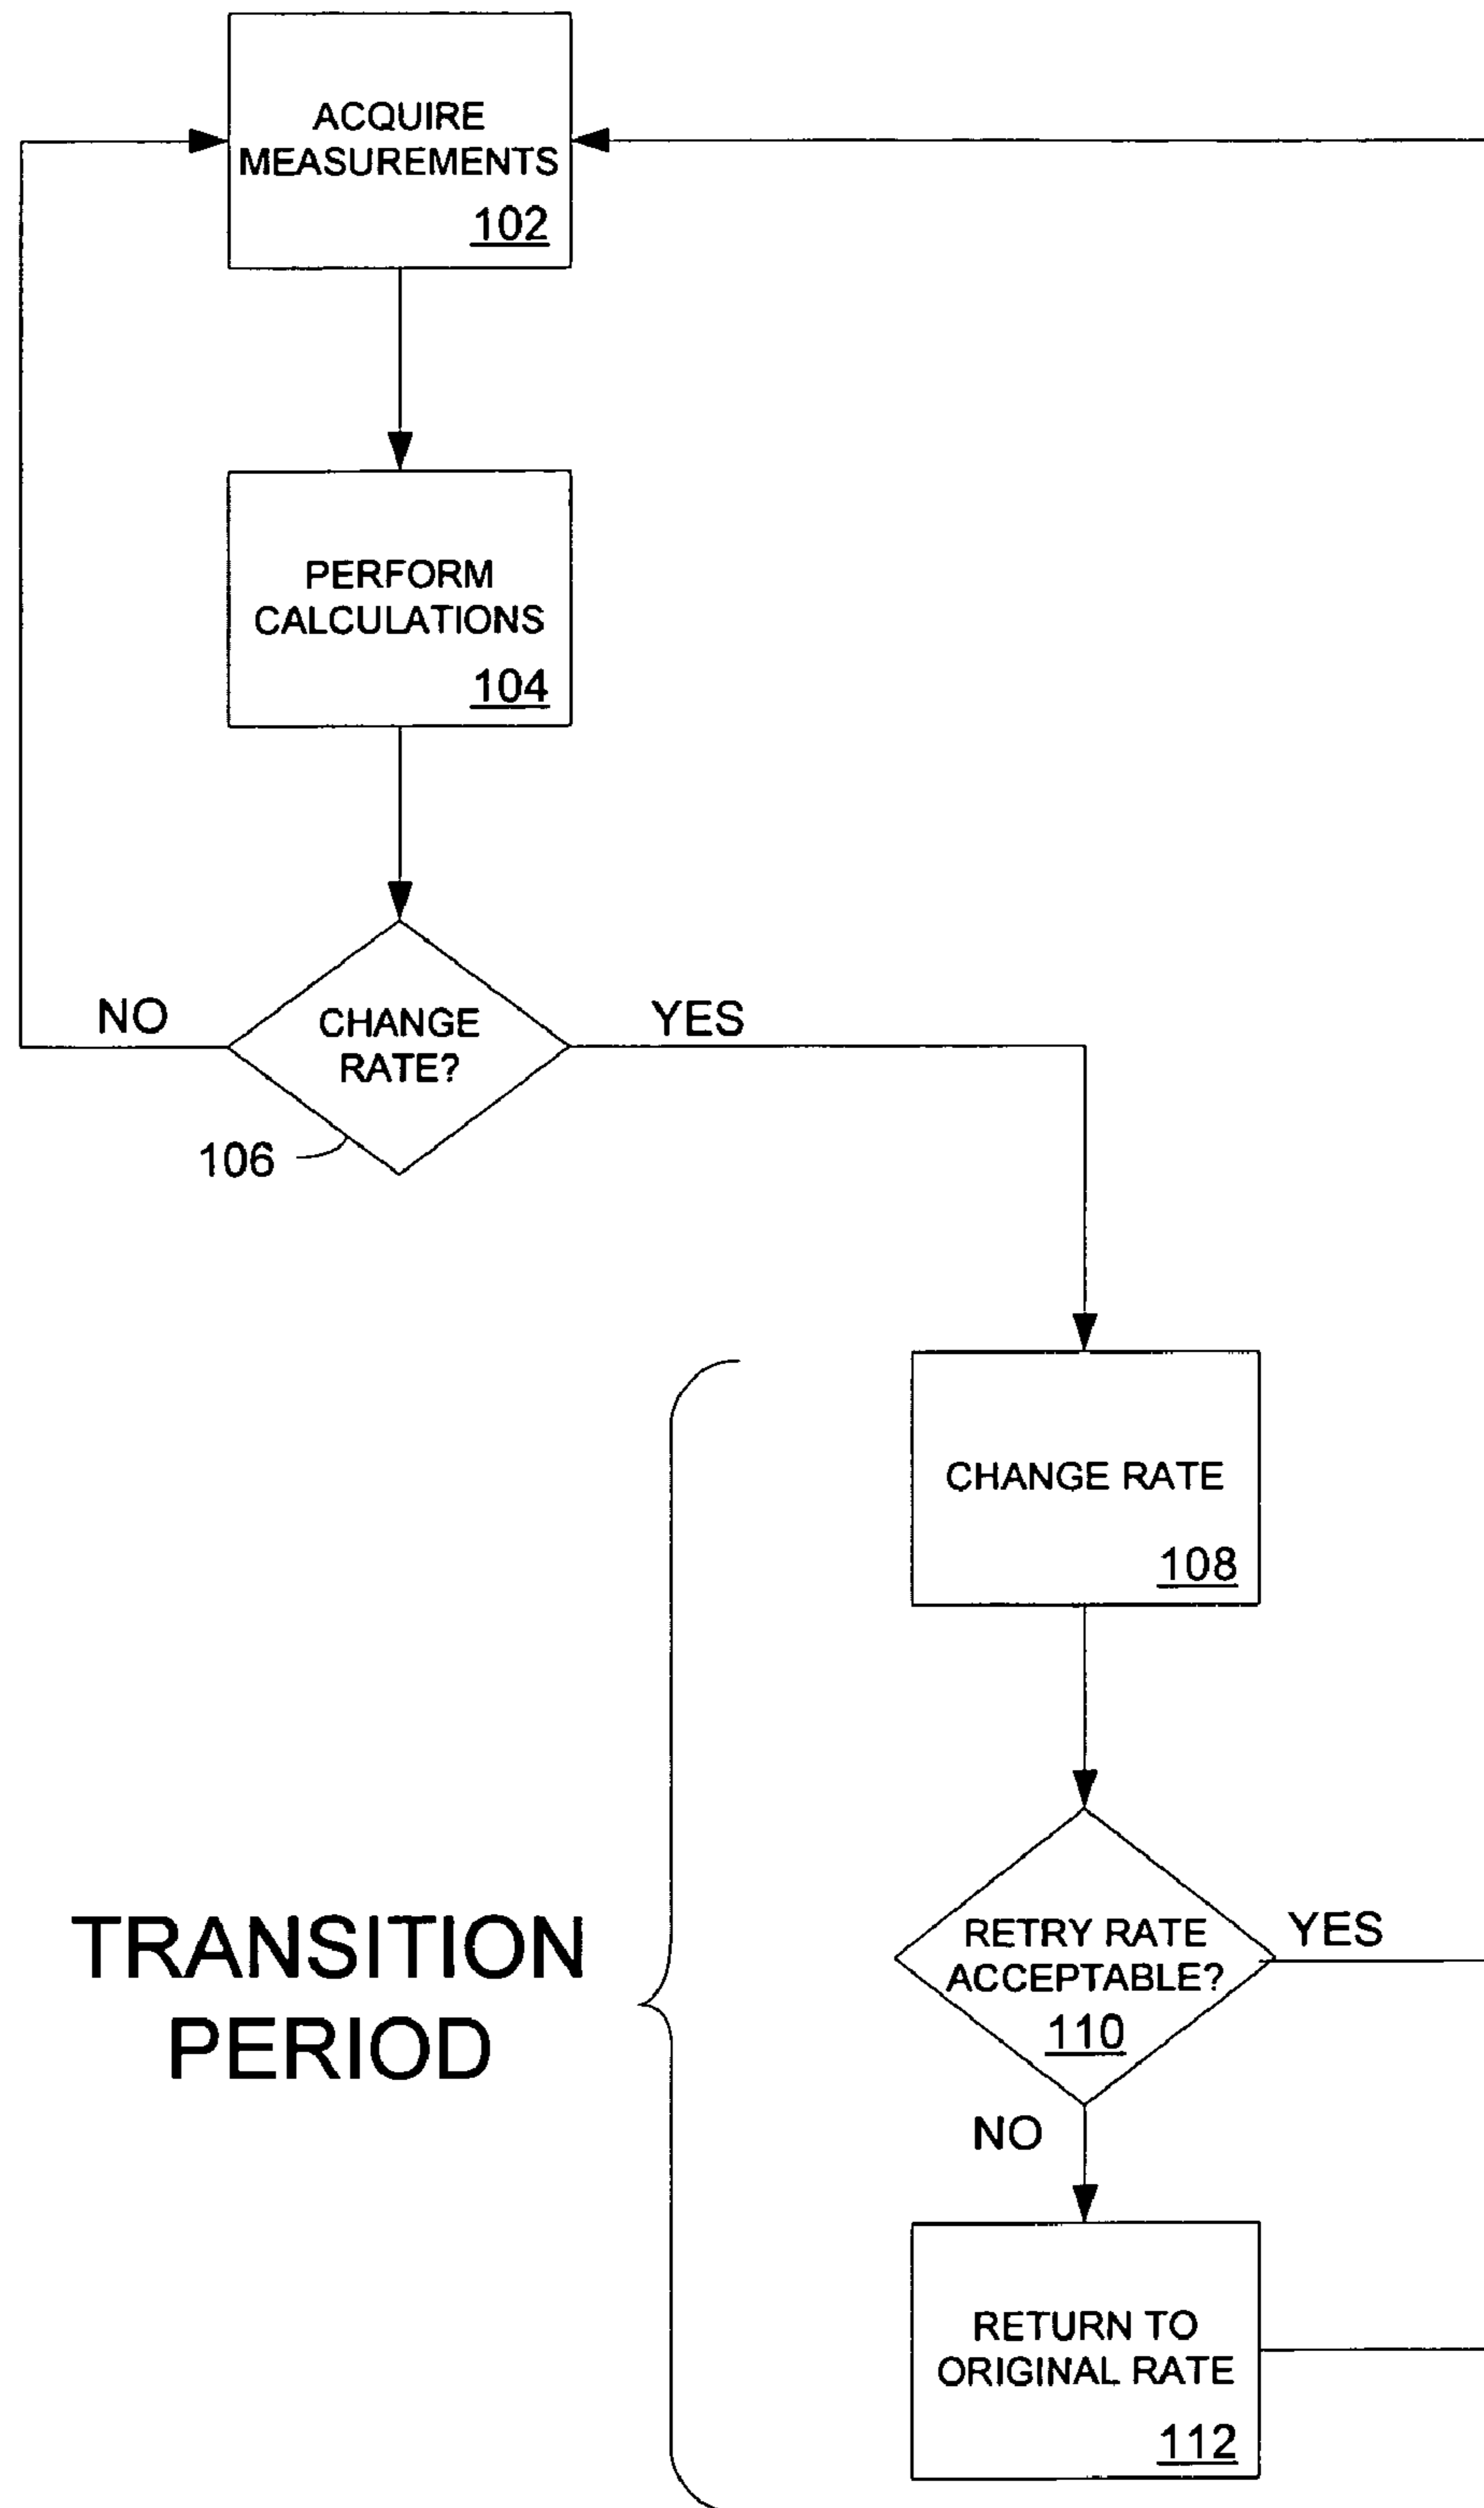 ACQUIRE
MEASUREMENTS
102
PERFORM
CALCULATIONS
104
NO
CHANGE
RATE?
YES
106
CHANGE RATE
108
TRANSITION
PERIOD
RETRY RATE
ACCEPTABLE?
110
YES
NO
RETURN TO
ORIGINAL RATE
112